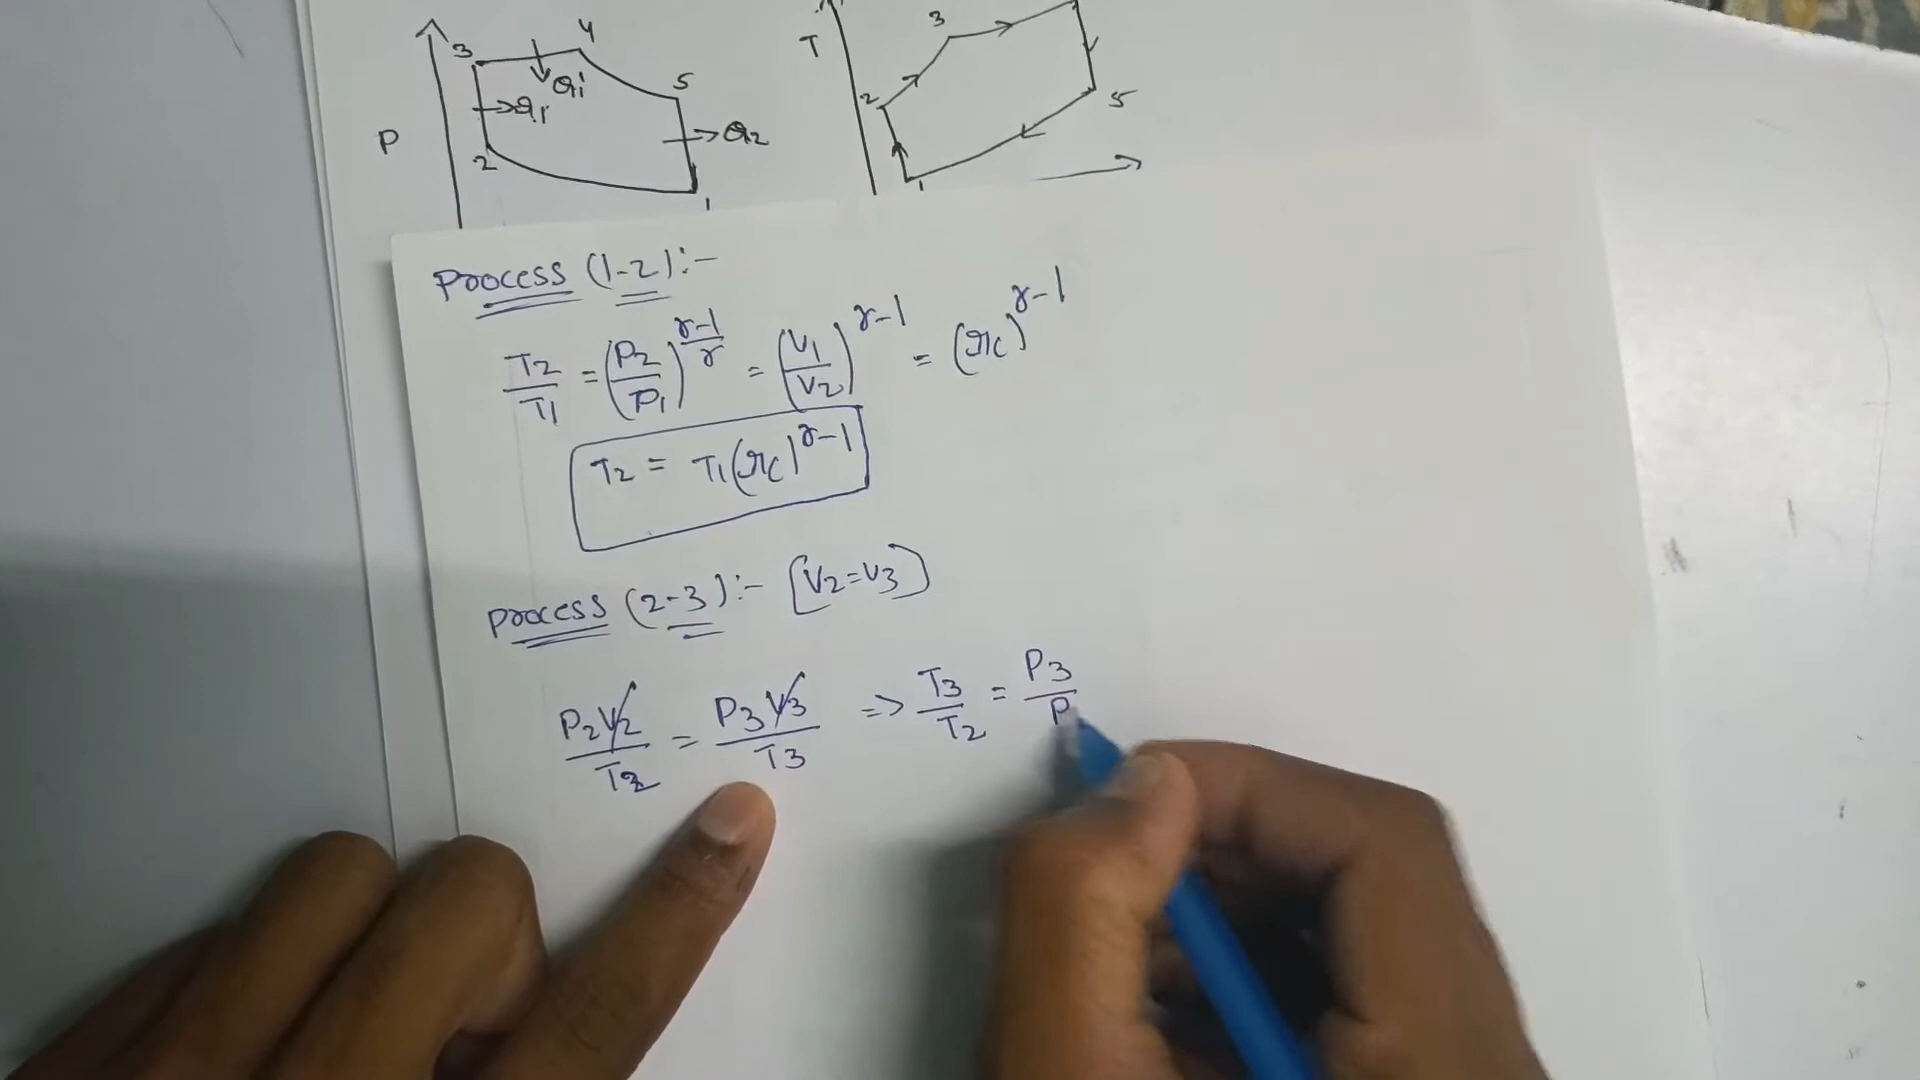 P
3
4
Qi
Q1
5
2
Q2
1
T
3
2
5
1
Process (1-2):-
T2/T1 = (P2/P1)^(γ-1)/γ = (V1/V2)^γ-1 = (rc)^γ-1
T2 = T1(rc)^γ-1
Process (2-3):- [V2=V3]
P2V2/T2 = P3V3/T3 => T3/T2 = P3/P